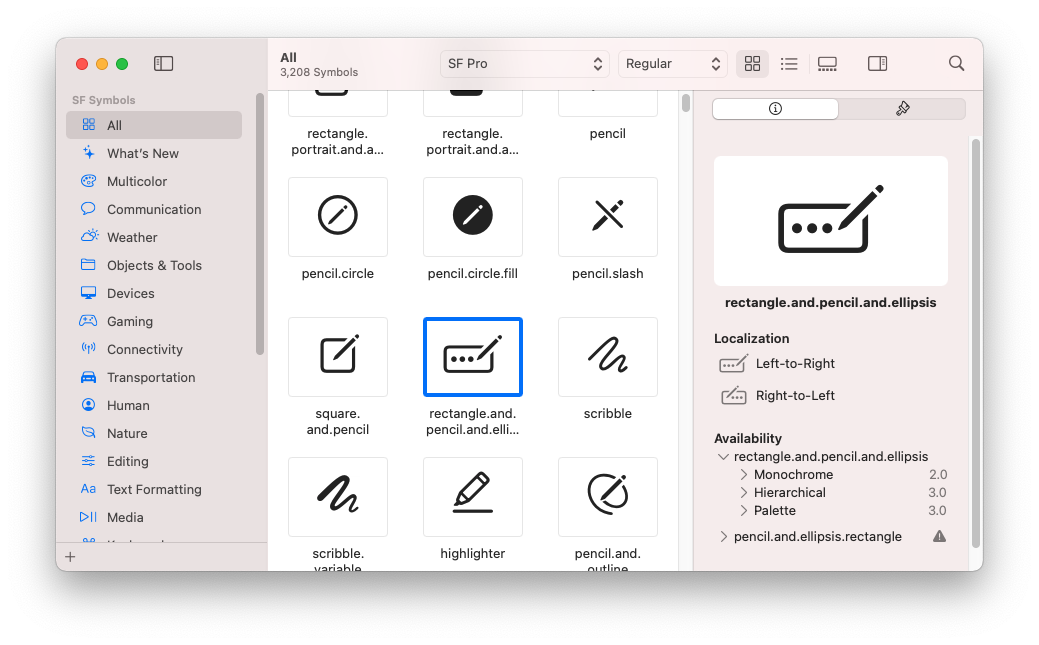 All
3,208 Symbols
SF Pro
Regular
SF Symbols
All
What's New
Multicolor
Communication
Weather
Objects & Tools
Devices
Gaming
Connectivity
Transportation
Human
Nature
Editing
Aa Text Formatting
Media
rectangle.
portrait.and.a...
rectangle.
portrait.and.a...
pencil
pencil.circle
pencil.circle.fill
pencil.slash
square.
and.pencil
rectangle.and.
pencil.and.elli...
scribble
scribble.
variable
highlighter
pencil.and.
outline
rectangle.and.pencil.and.ellipsis
Localization
Left-to-Right
Right-to-Left
Availability
rectangle.and.pencil.and.ellipsis
Monochrome 2.0
Hierarchical 3.0
Palette 3.0
pencil.and.ellipsis.rectangle